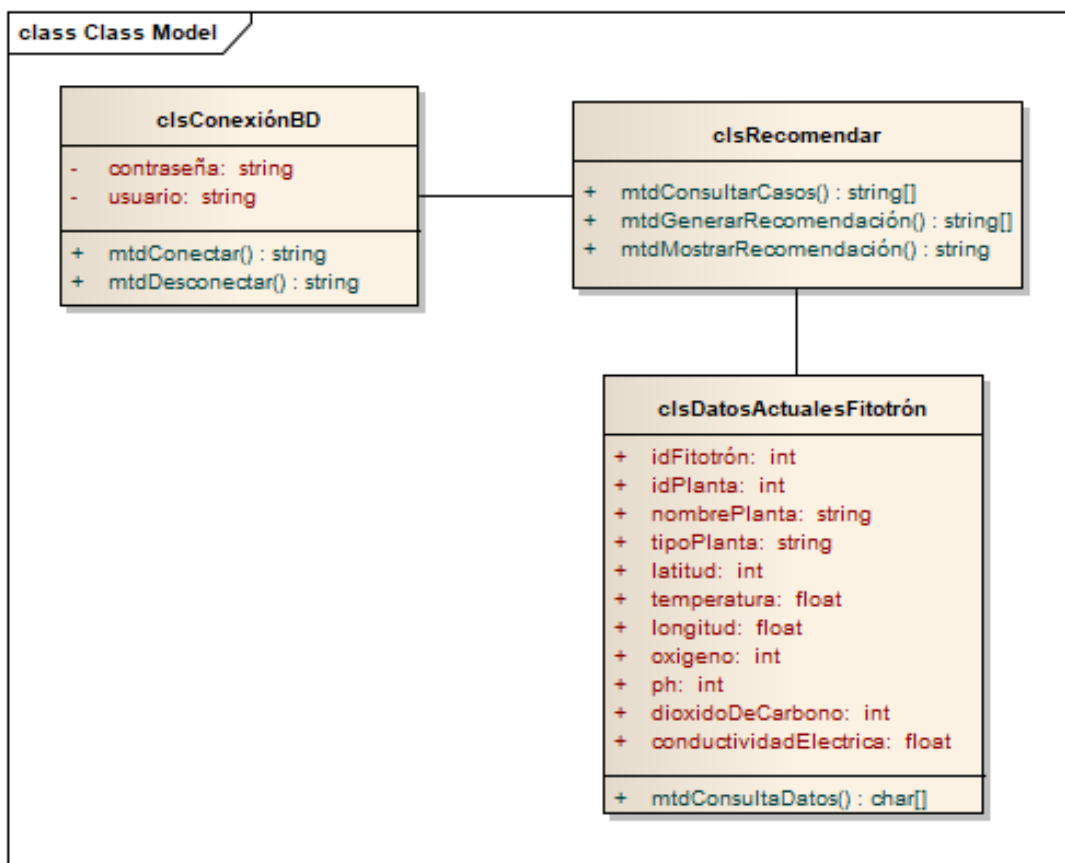 class Class Model
clsConexiónBD
- contraseña: string
- usuario: string
+ mtdConectar() : string
+ mtdDesconectar() : string
clsRecomendar
+ mtdConsultarCasos() : string[]
+ mtdGenerarRecomendación() : string[]
+ mtdMostrarRecomendación() : string
clsDatosActualesFitotrón
+ idFitotrón: int
+ idPlanta: int
+ nombrePlanta: string
+ tipoPlanta: string
+ latitud: int
+ temperatura: float
+ longitud: float
+ oxigeno: int
+ ph: int
+ dioxidoDeCarbono: int
+ conductividadElectrica: float
+ mtdConsultaDatos() : char[]